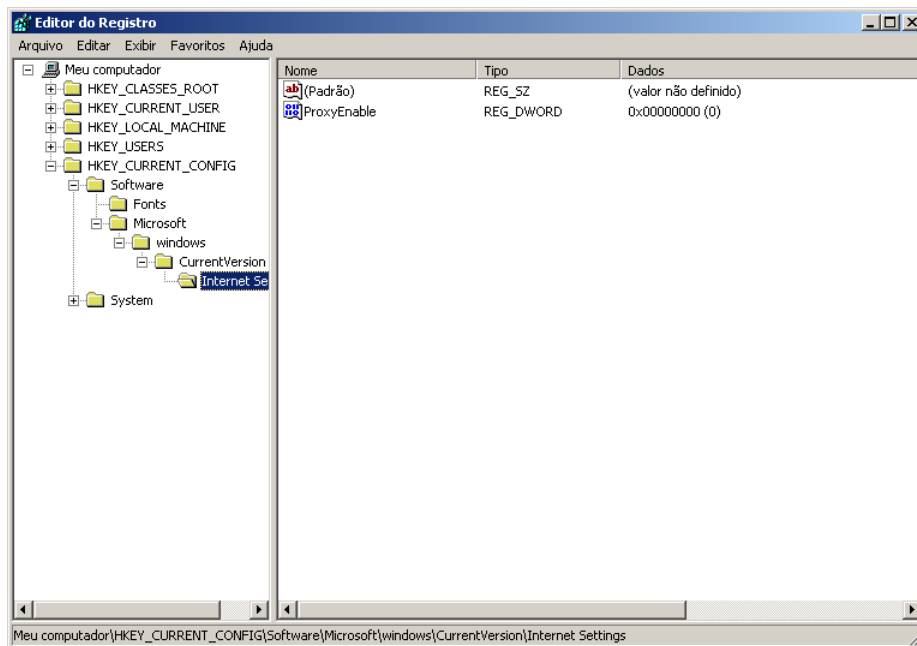 Editor do Registro
Arquivo Editar Exibir Favoritos Ajuda
Meu computador
HKEY_CLASSES_ROOT
HKEY_CURRENT_USER
HKEY_LOCAL_MACHINE
HKEY_USERS
HKEY_CURRENT_CONFIG
Software
Fonts
Microsoft
windows
CurrentVersion
Internet Se
System
Nome Tipo Dados
ab (Padrão) REG_SZ (valor não definido)
ProxyEnable REG_DWORD 0x00000000 (0)
Meu computador\HKEY_CURRENT_CONFIG\Software\Microsoft\windows\CurrentVersion\Internet Settings